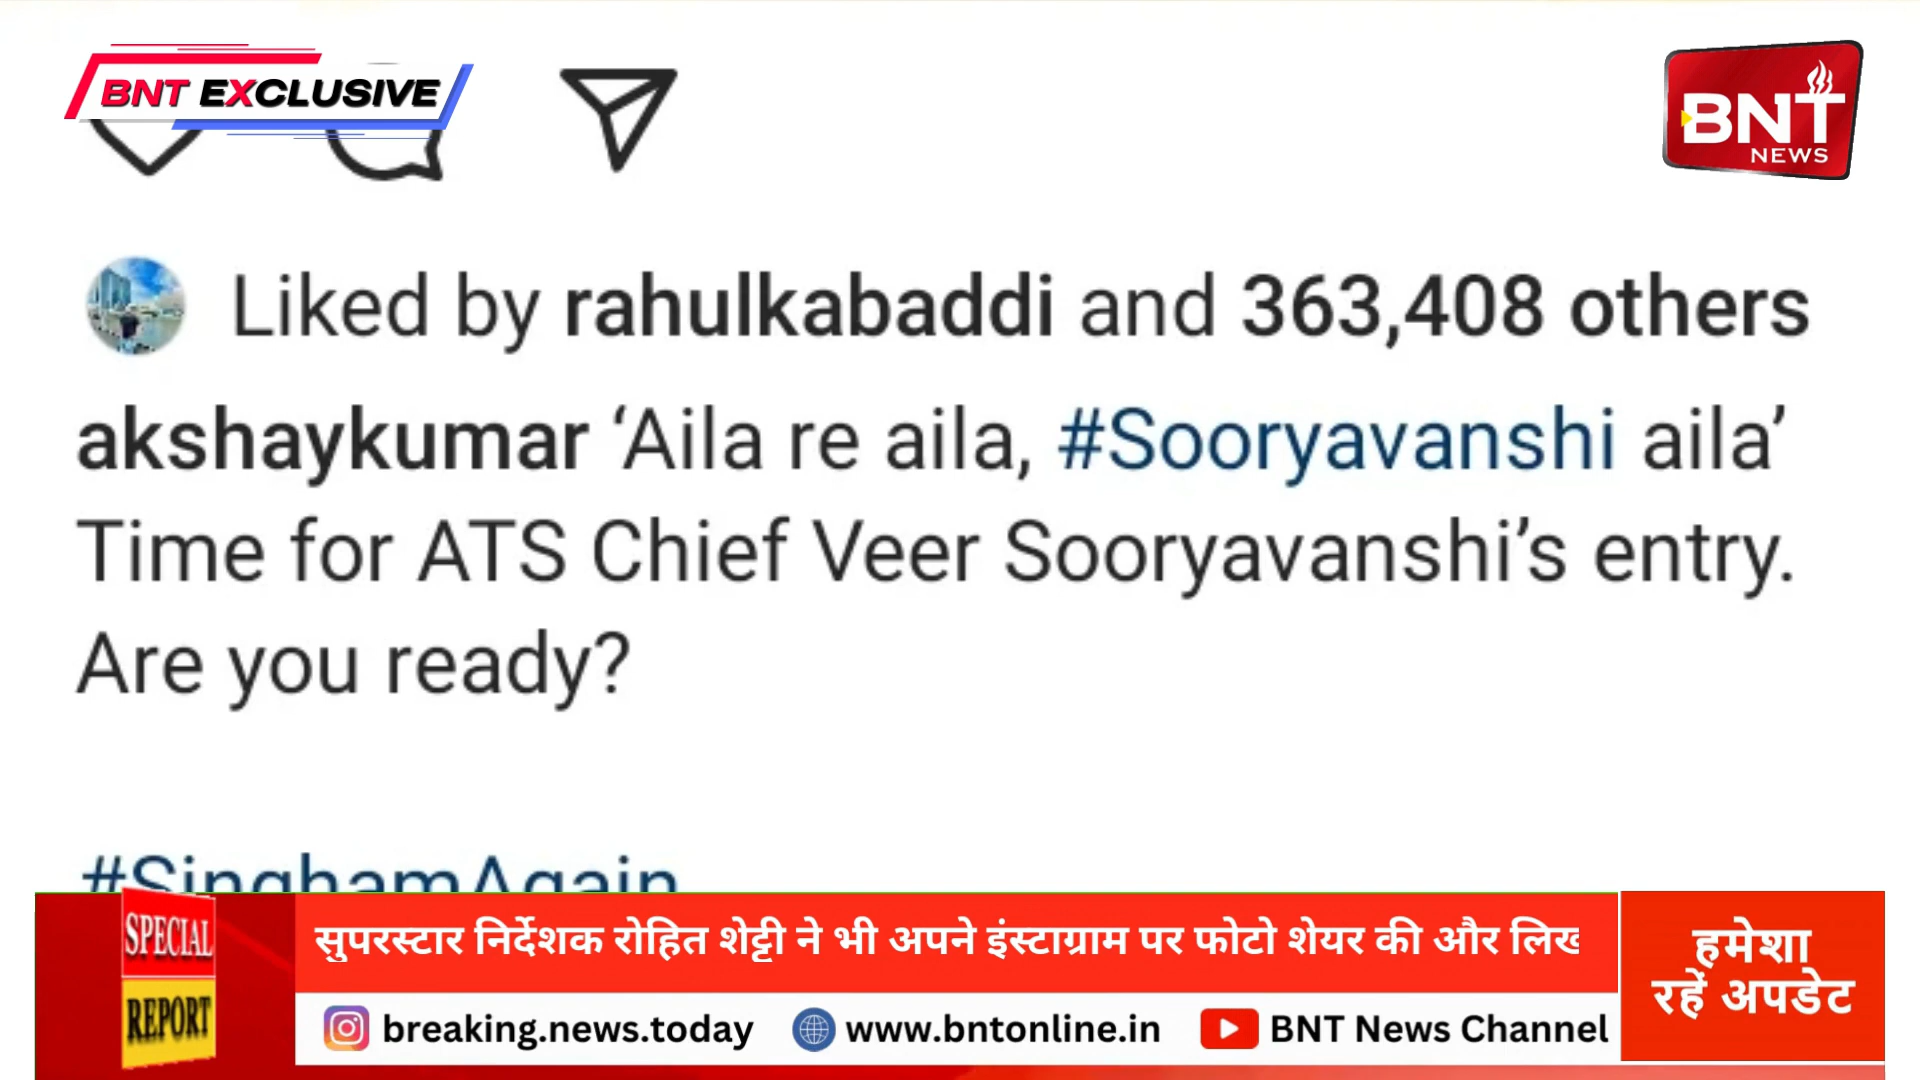 BNT EXCLUSIVE
BNT
NEWS
Liked by rahulkabaddi and 363,408 others
akshaykumar ‘Aila re aila, #Sooryavanshi aila’
Time for ATS Chief Veer Sooryavanshi’s entry.
Are you ready?
#SinghamAgain
SPECIAL
REPORT
सुपरस्टार निर्देशक रोहित शेट्टी ने भी अपने इंस्टाग्राम पर फोटो शेयर की और
हमेशा
रहें अपडेट
breaking.news.today www.bntonline.in BNT News Channel